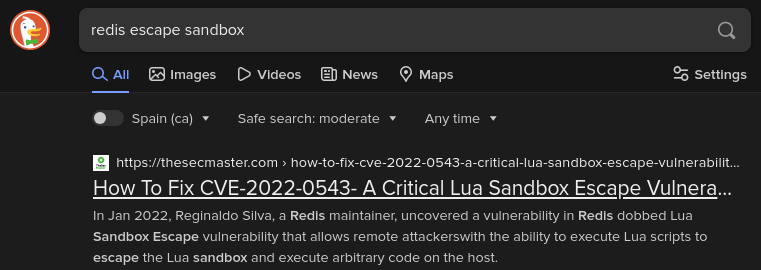 redis escape sandbox
All Images Videos News Maps Settings
Spain (ca) Safe search: moderate Any time
https://thesecmaster.com › how-to-fix-cve-2022-0543-a-critical-lua-sandbox-escape-vulnerabilit...
How To Fix CVE-2022-0543- A Critical Lua Sandbox Escape Vulnera...
In Jan 2022, Reginaldo Silva, a Redis maintainer, uncovered a vulnerability in Redis dobbed Lua
Sandbox Escape vulnerability that allows remote attackerswith the ability to execute Lua scripts to
escape the Lua sandbox and execute arbitrary code on the host.